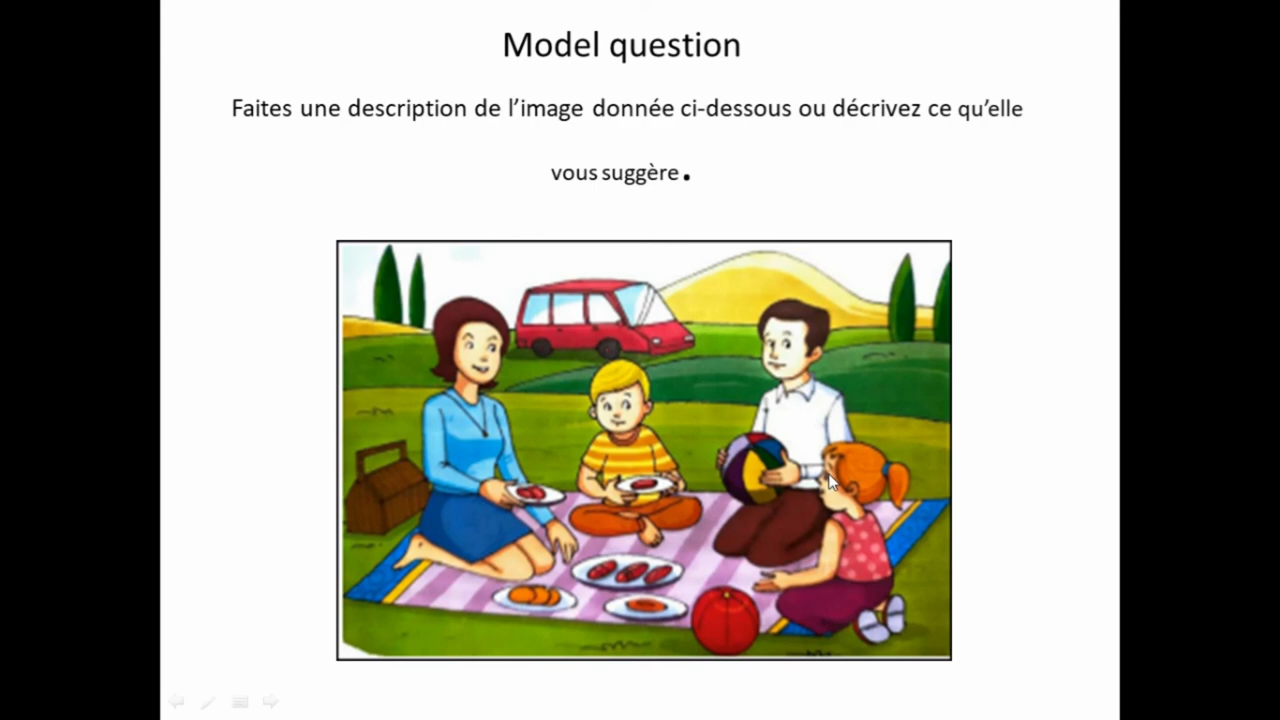 Model question
Faites une description de l’image donnée ci-dessous ou décrivez ce qu’elle
vous suggère.